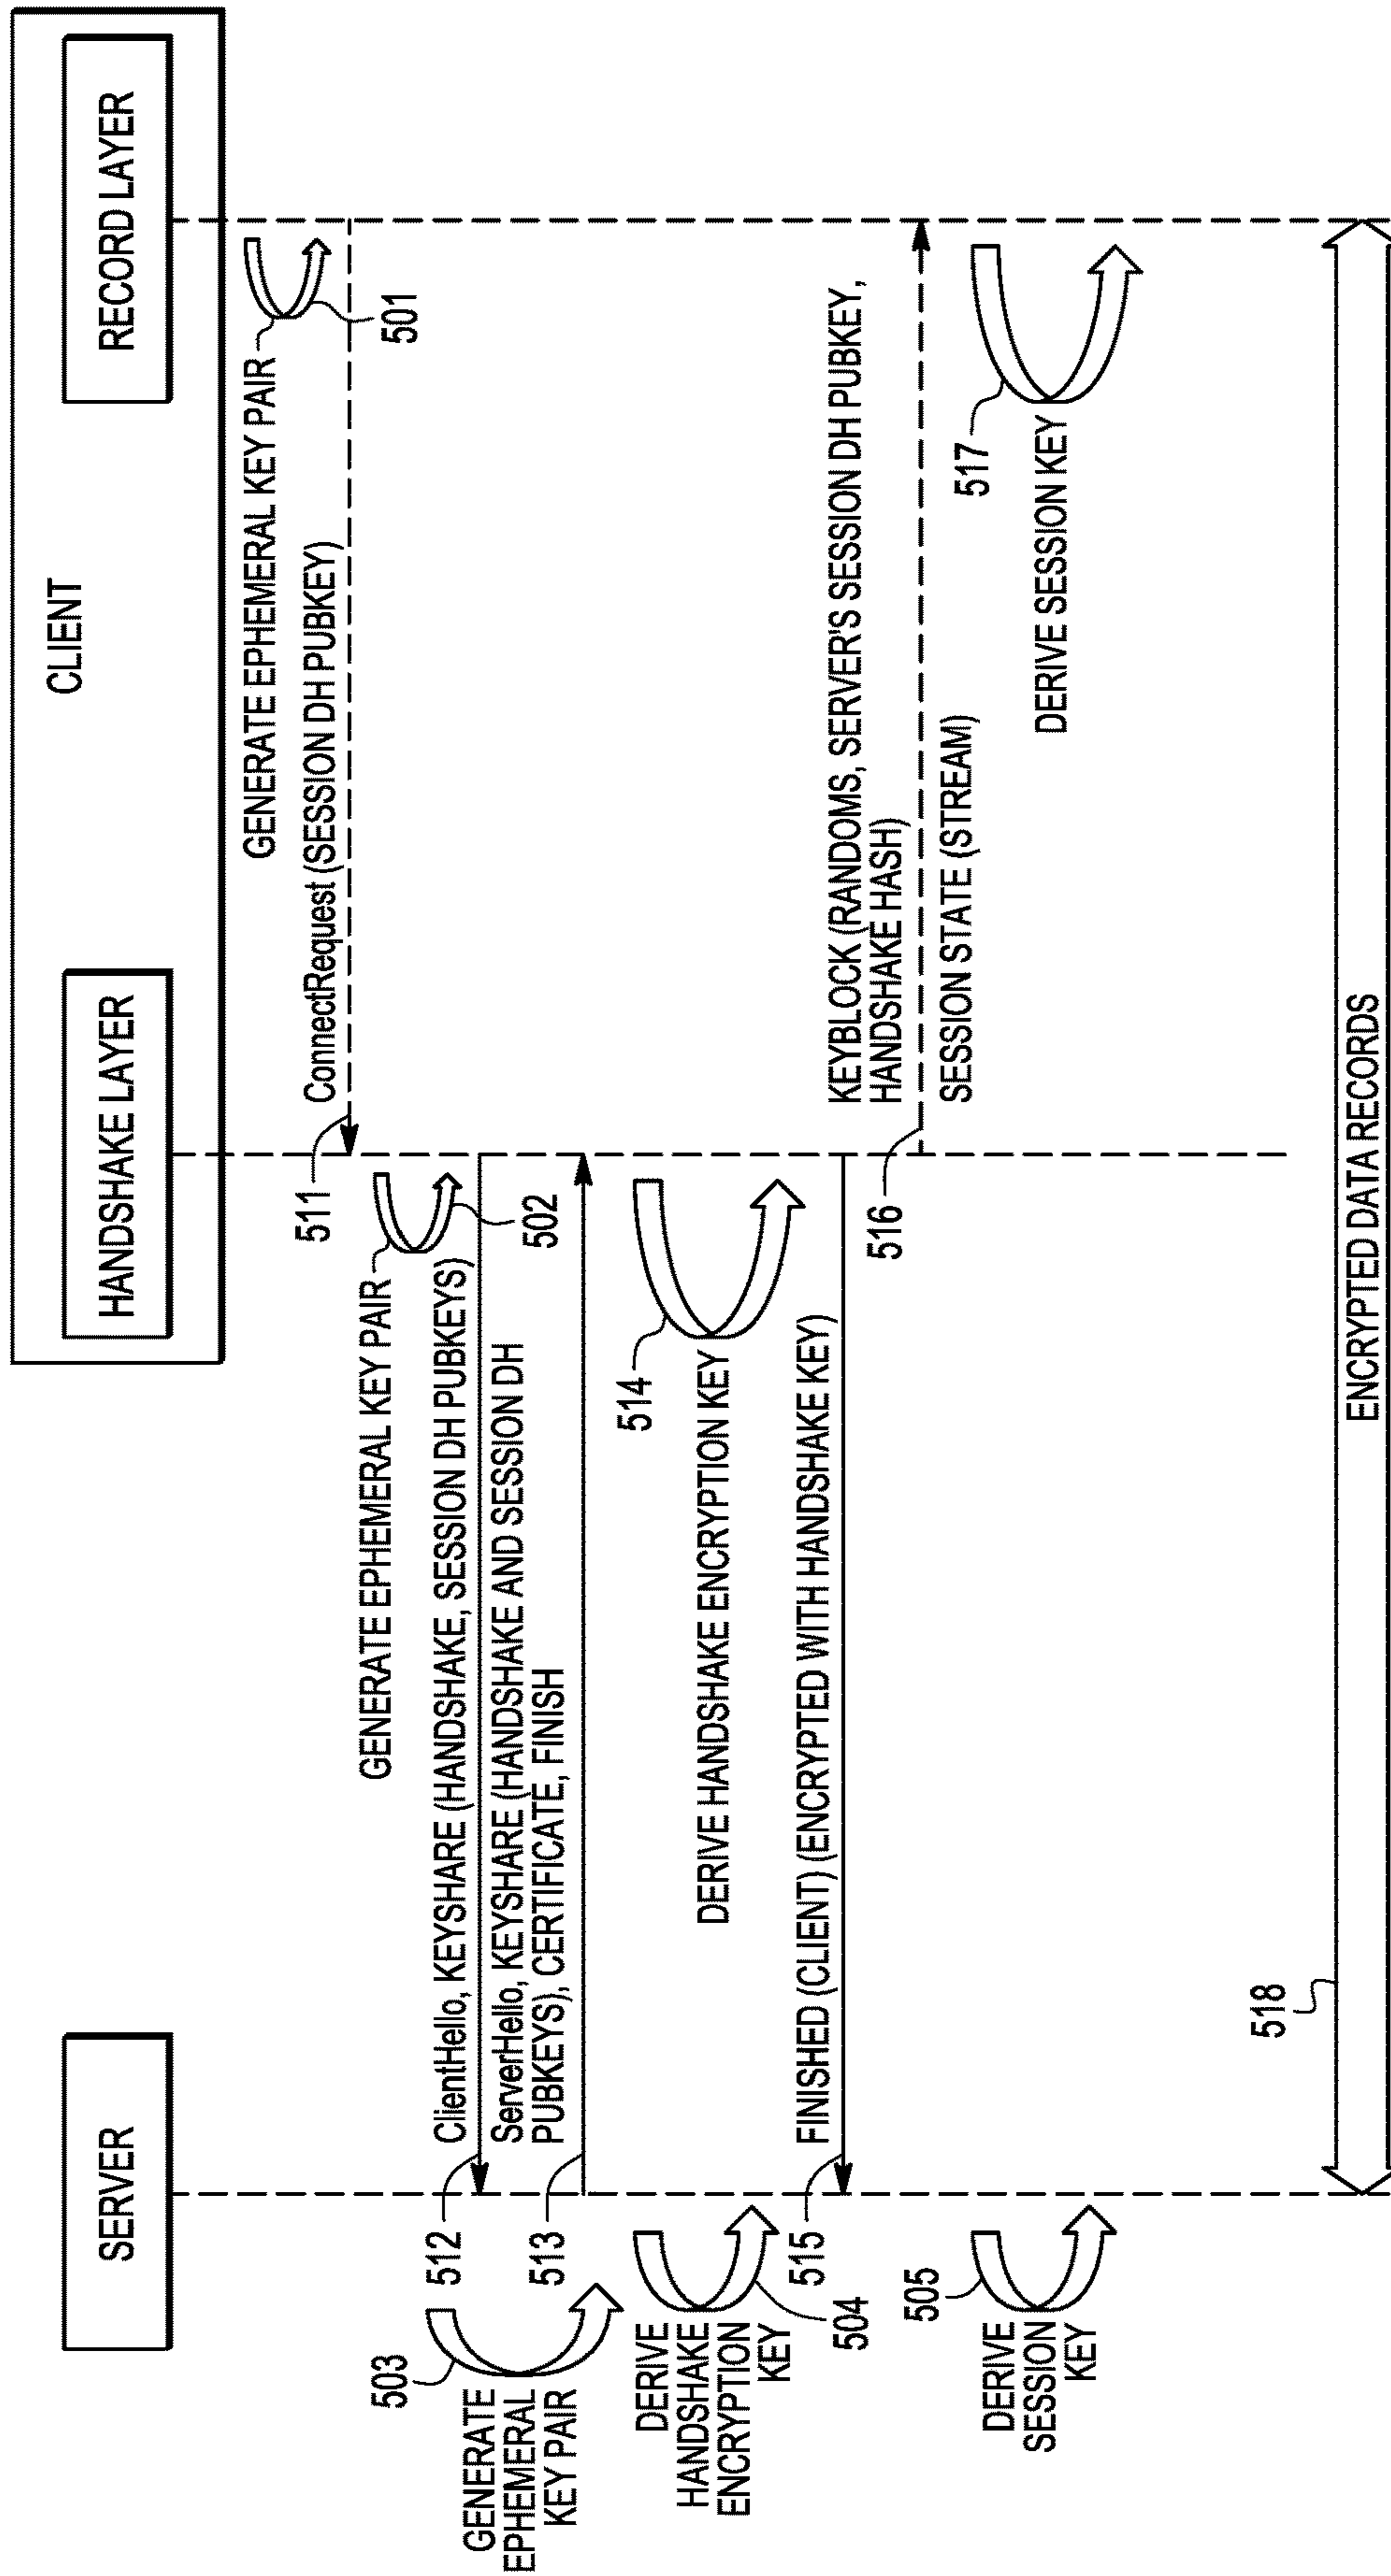 SERVER
CLIENT
HANDSHAKE LAYER
RECORD LAYER
GENERATE EPHEMERAL KEY PAIR
501
ConnectRequest (SESSION DH PUBKEY)
511
GENERATE EPHEMERAL KEY PAIR
502
ClientHello, KEYSHARE (HANDSHAKE, SESSION DH PUBKEYS)
512
503
GENERATE
EPHEMERAL
KEY PAIR
ServerHello, KEYSHARE (HANDSHAKE AND SESSION DH
PUBKEYS), CERTIFICATE, FINISH
513
DERIVE
HANDSHAKE
ENCRYPTION
KEY
504
514
DERIVE HANDSHAKE ENCRYPTION KEY
FINISHED (CLIENT) (ENCRYPTED WITH HANDSHAKE KEY)
515
KEYBLOCK (RANDOMS, SERVER'S SESSION DH PUBKEY,
HANDSHAKE HASH)
516
SESSION STATE (STREAM)
505
DERIVE
SESSION
KEY
517
DERIVE SESSION KEY
518
ENCRYPTED DATA RECORDS